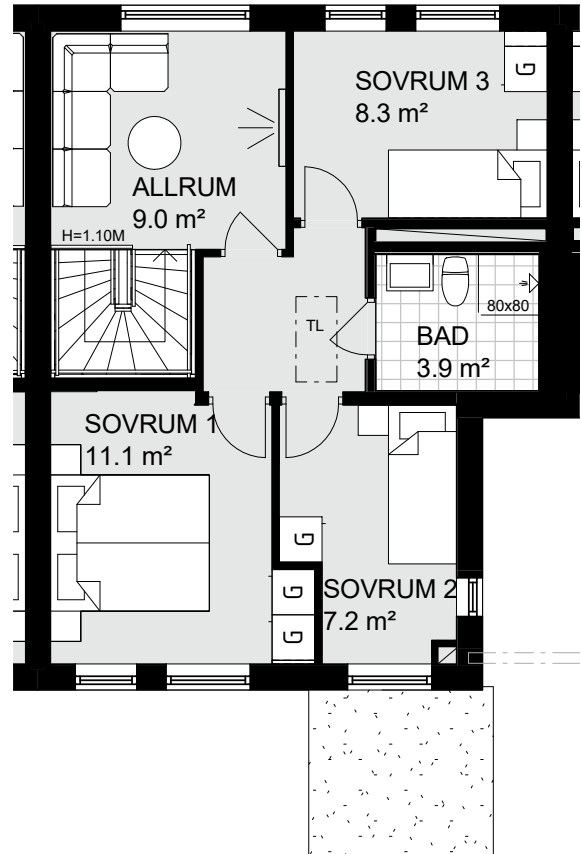 SOVRUM 3
8.3 m²
G
ALLRUM
9.0 m²
H=1.10M
TL
80x80
BAD
3.9 m²
SOVRUM 1
11.1 m²
G
G
G
SOVRUM 2
7.2 m²